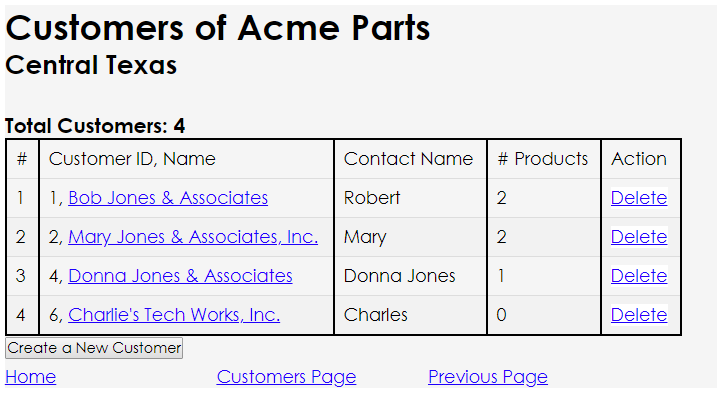 Customers of Acme Parts
Central Texas
Total Customers: 4
# Customer ID, Name Contact Name # Products Action
1 1, Bob Jones & Associates Robert 2 Delete
2 2, Mary Jones & Associates, Inc. Mary 2 Delete
3 4, Donna Jones & Associates Donna Jones 1 Delete
4 6, Charlie's Tech Works, Inc. Charles 0 Delete
Create a New Customer
Home Customers Page Previous Page